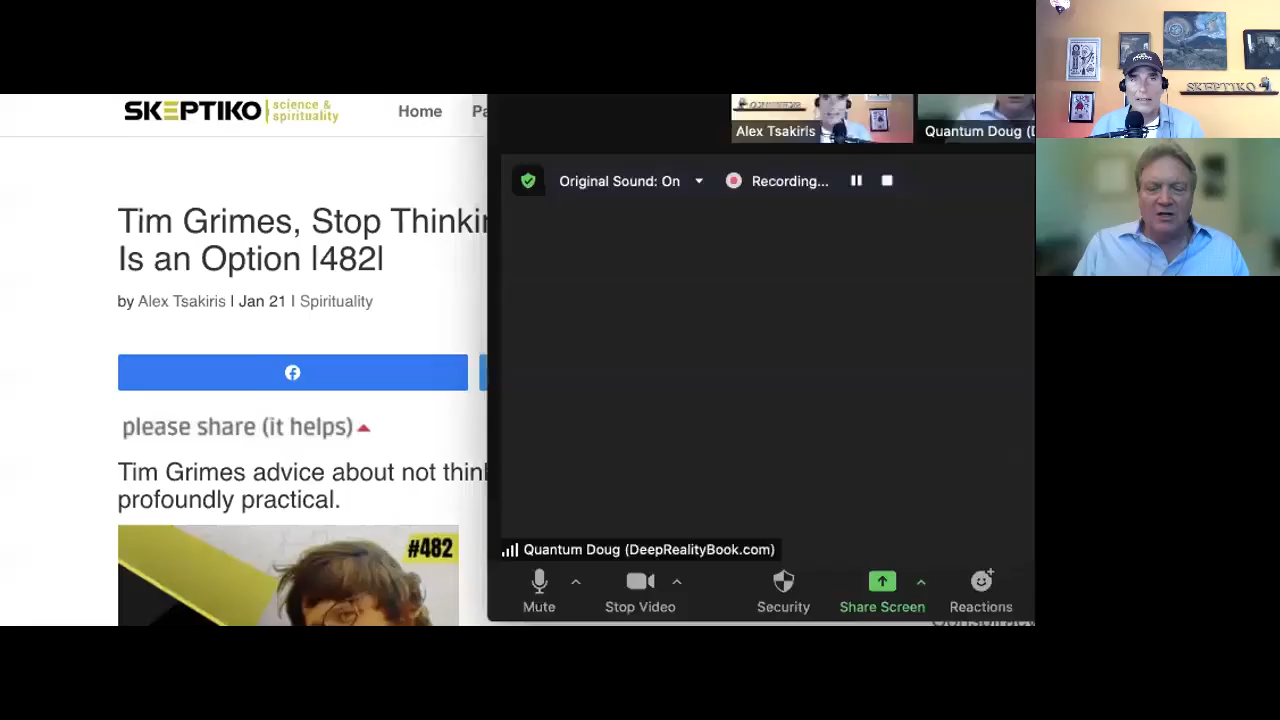 SKEPTIKO
science &
spirituality
Home
Alex Tsakiris
Quantum Doug (
SKEPTIKO
Original Sound: On
Recording...
Tim Grimes, Stop Thinkin
Is an Option |482|
by Alex Tsakiris | Jan 21 | Spirituality
please share (it helps)
Tim Grimes advice about not think
profoundly practical.
#482
Quantum Doug (DeepRealityBook.com)
Mute
Stop Video
Security
Share Screen
Reactions